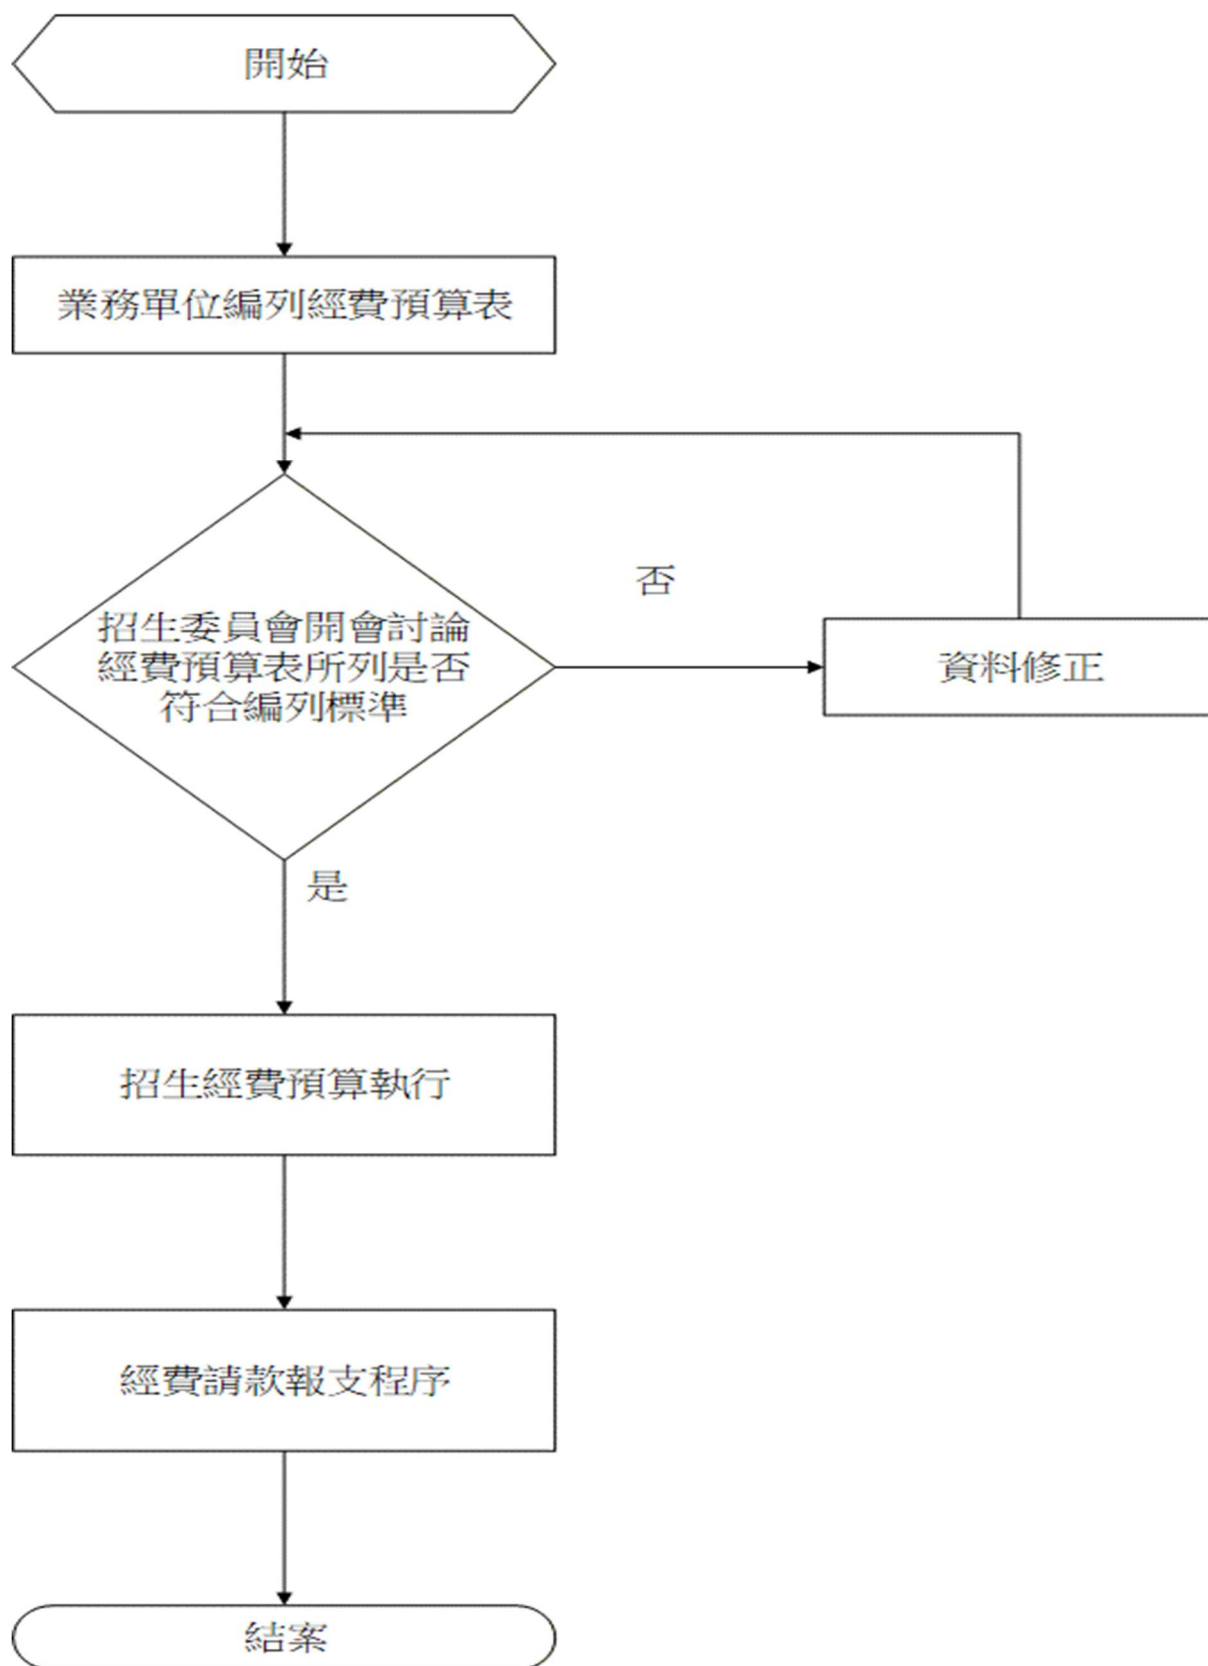 開始
業務單位編列經費預算表
否
招生委員會開會討論
經費預算表所列是否
符合編列標準
資料修正
是
招生經費預算執行
經費請款報支程序
結案